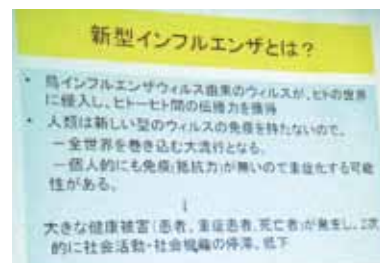 新型インフルエンザとは?
・ 鳥インフルエンザウィルス由来のウィルスが、ヒトの世界
に侵入し、ヒトーヒト間の伝播力を獲得
・ 人類は新しい型のウィルスの免疫を持たないので、
－全世界を巻き込む大流行となる。
－個人的にも免疫(抵抗力)が無いので重症化する可能
性がある。
↓
大きな健康被害(患者、重症患者、死亡者)が発生し、2次
的に社会活動・社会機能の停滞、低下